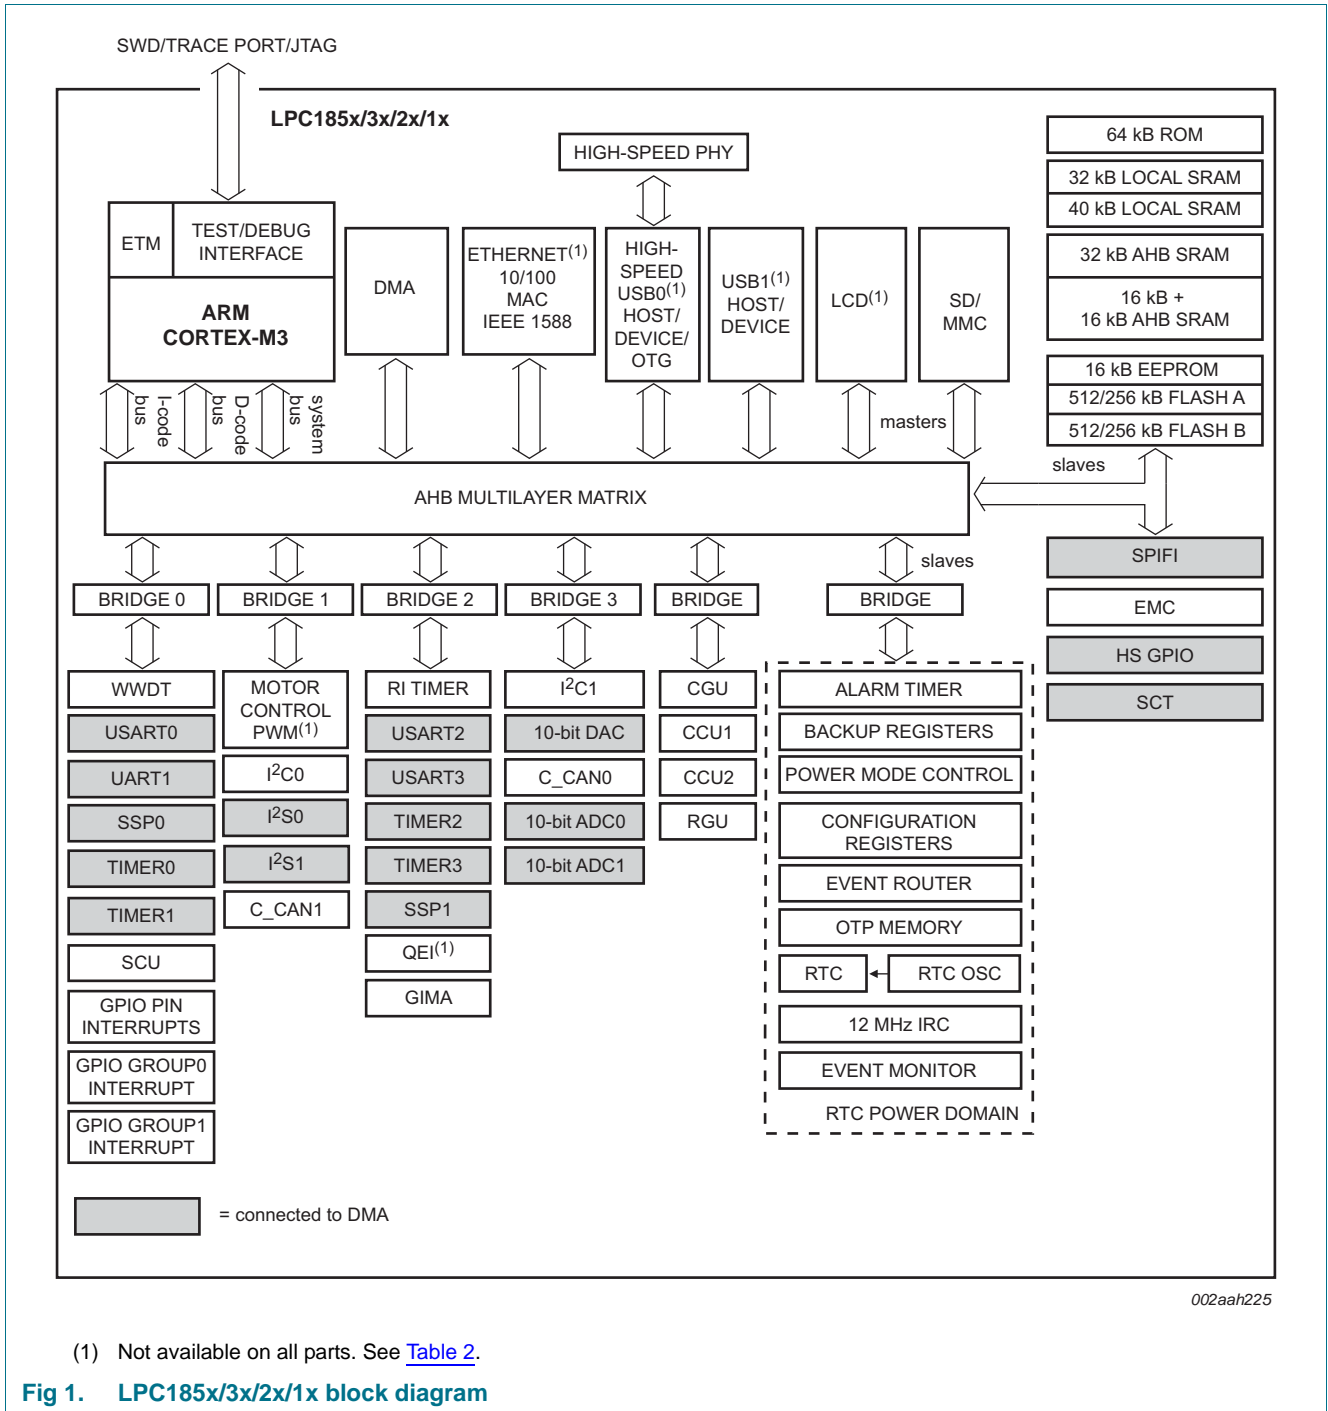 SWD/TRACE PORT/JTAG
LPC185x/3x/2x/1x
HIGH-SPEED PHY
ETM
TEST/DEBUG
INTERFACE
ARM
CORTEX-M3
DMA
ETHERNET(1)
10/100
MAC
IEEE 1588
HIGH-
SPEED
USB0(1)
HOST/
DEVICE/
OTG
USB1(1)
HOST/
DEVICE
LCD(1)
SD/
MMC
64 kB ROM
32 kB LOCAL SRAM
40 kB LOCAL SRAM
32 kB AHB SRAM
16 kB +
16 kB AHB SRAM
16 kB EEPROM
512/256 kB FLASH A
512/256 kB FLASH B
I-code
bus
D-code
bus
system
bus
masters
slaves
AHB MULTILAYER MATRIX
slaves
BRIDGE 0
BRIDGE 1
BRIDGE 2
BRIDGE 3
BRIDGE
BRIDGE
SPIFI
EMC
HS GPIO
SCT
WWDT
USART0
UART1
SSP0
TIMER0
TIMER1
SCU
GPIO PIN
INTERRUPTS
GPIO GROUP0
INTERRUPT
GPIO GROUP1
INTERRUPT
MOTOR
CONTROL
PWM(1)
I2C0
I2S0
I2S1
C_CAN1
RI TIMER
USART2
USART3
TIMER2
TIMER3
SSP1
QEI(1)
GIMA
I2C1
10-bit DAC
C_CAN0
10-bit ADC0
10-bit ADC1
CGU
CCU1
CCU2
RGU
ALARM TIMER
BACKUP REGISTERS
POWER MODE CONTROL
CONFIGURATION
REGISTERS
EVENT ROUTER
OTP MEMORY
RTC
RTC OSC
12 MHz IRC
EVENT MONITOR
RTC POWER DOMAIN
= connected to DMA
002aah225
(1) Not available on all parts. See Table 2.
Fig 1. LPC185x/3x/2x/1x block diagram